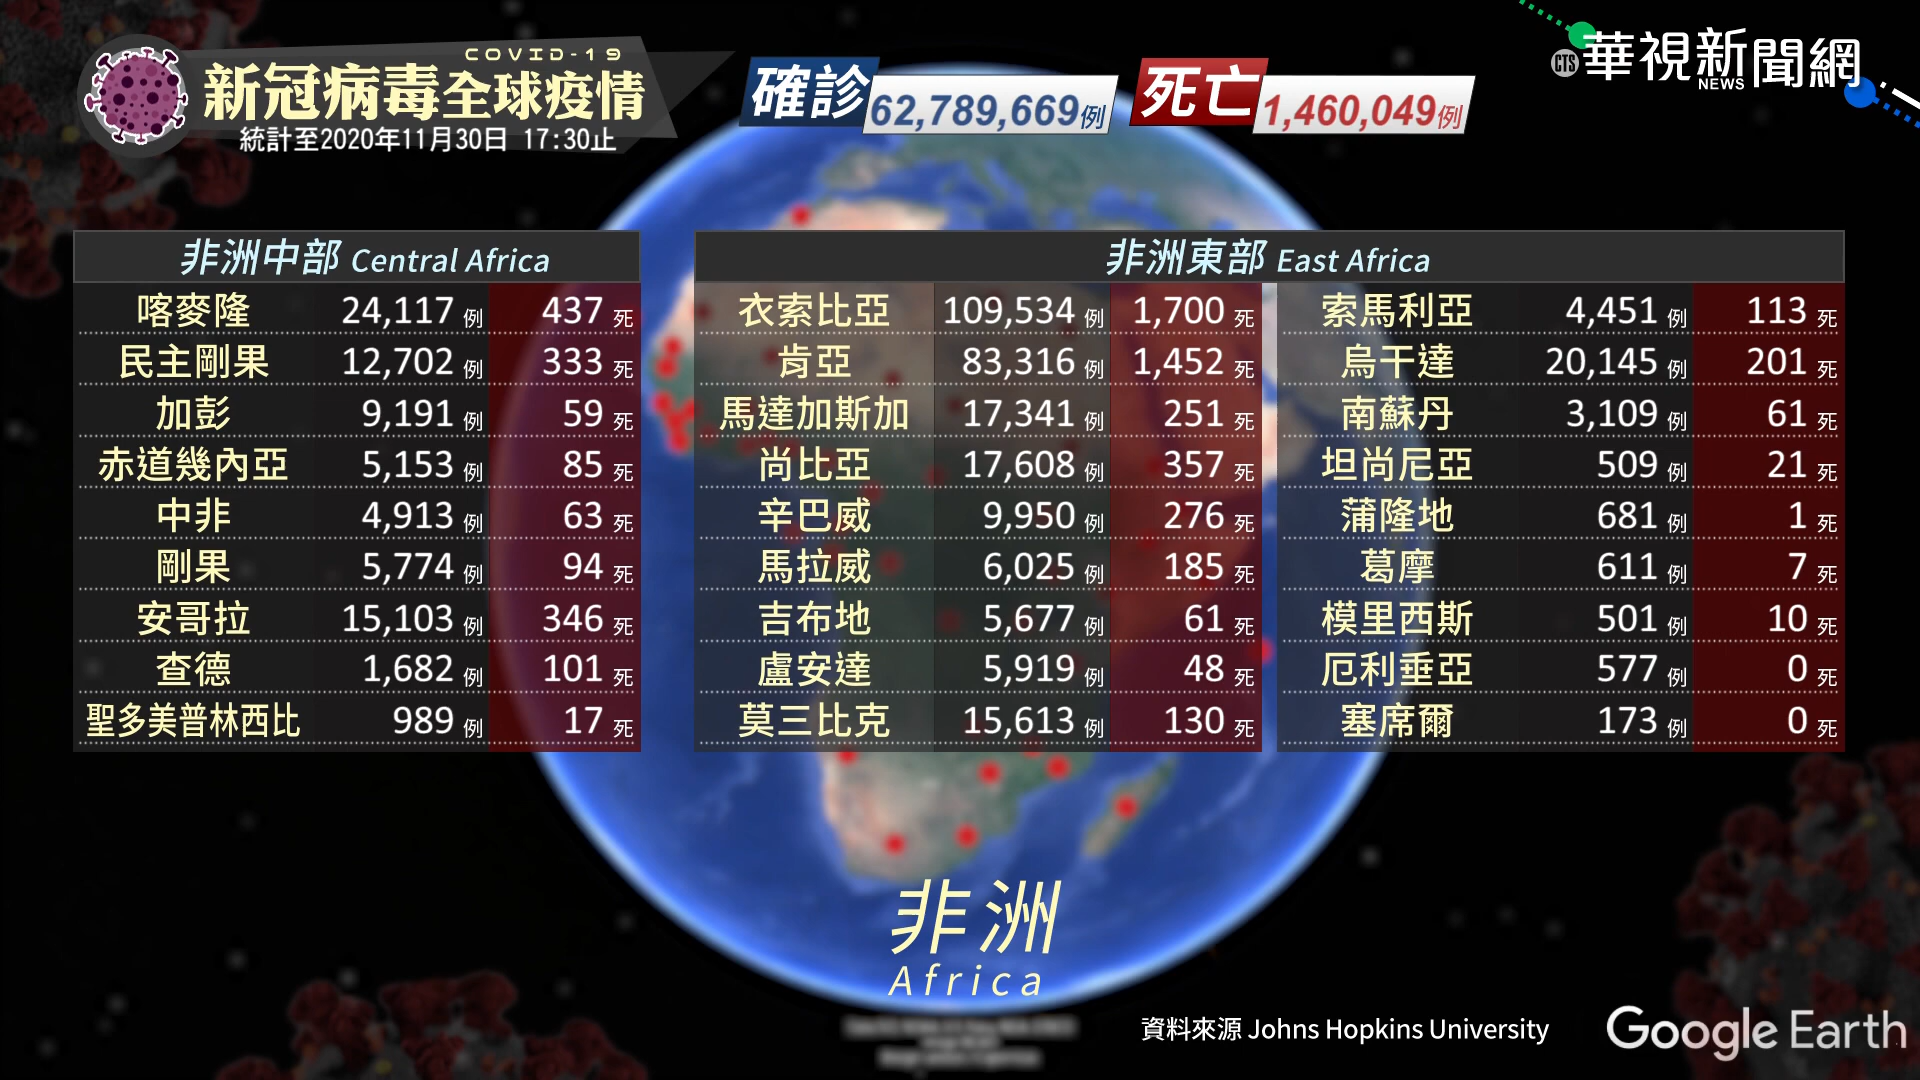 COVID-19
新冠病毒全球疫情
統計至2020年11月30日 17:30止
確診 62,789,669例
死亡 1,460,049例
CTS 華視新聞網
NEWS
非洲中部 Central Africa
喀麥隆 24,117 例 437 死
民主剛果 12,702 例 333 死
加彭 9,191 例 59 死
赤道幾內亞 5,153 例 85 死
中非 4,913 例 63 死
剛果 5,774 例 94 死
安哥拉 15,103 例 346 死
查德 1,682 例 101 死
聖多美普林西比 989 例 17 死
非洲東部 East Africa
衣索比亞 109,534 例 1,700 死
肯亞 83,316 例 1,452 死
馬達加斯加 17,341 例 251 死
尚比亞 17,608 例 357 死
辛巴威 9,950 例 276 死
馬拉威 6,025 例 185 死
吉布地 5,677 例 61 死
盧安達 5,919 例 48 死
莫三比克 15,613 例 130 死
索馬利亞 4,451 例 113 死
烏干達 20,145 例 201 死
南蘇丹 3,109 例 61 死
坦尚尼亞 509 例 21 死
蒲隆地 681 例 1 死
葛摩 611 例 7 死
模里西斯 501 例 10 死
厄利垂亞 577 例 0 死
塞席爾 173 例 0 死
非洲
Africa
資料來源 Johns Hopkins University
Google Earth